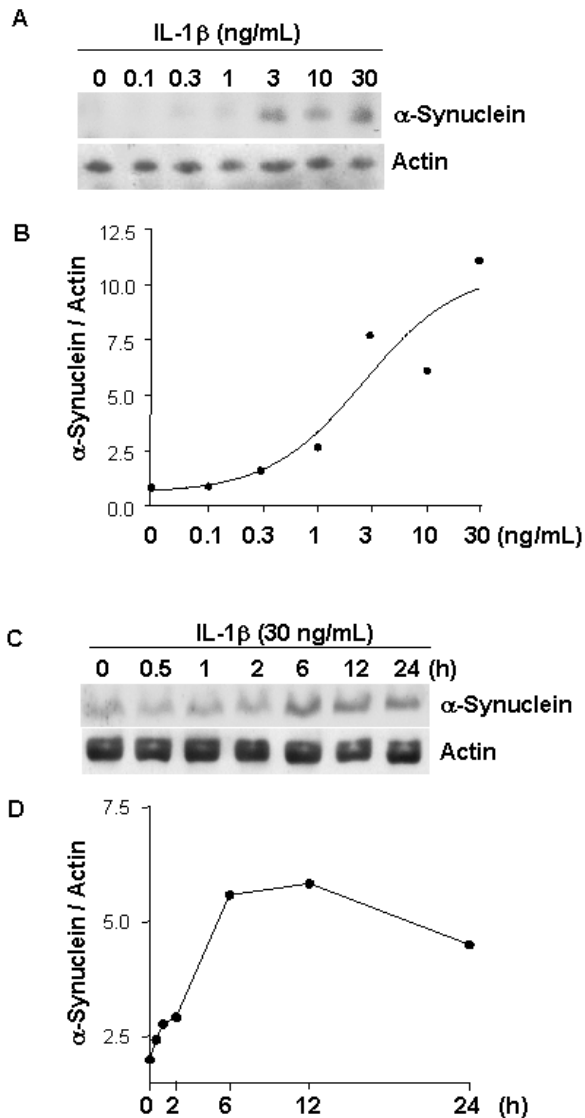 A
IL-1β (ng/mL)
0 0.1 0.3 1 3 10 30
α-Synuclein
Actin
B
α-Synuclein / Actin
12.5
10.0
7.5
5.0
2.5
0.0
0 0.1 0.3 1 3 10 30 (ng/mL)
C
IL-1β (30 ng/mL)
0 0.5 1 2 6 12 24 (h)
α-Synuclein
Actin
D
α-Synuclein / Actin
7.5
5.0
2.5
0 2 6 12 24 (h)